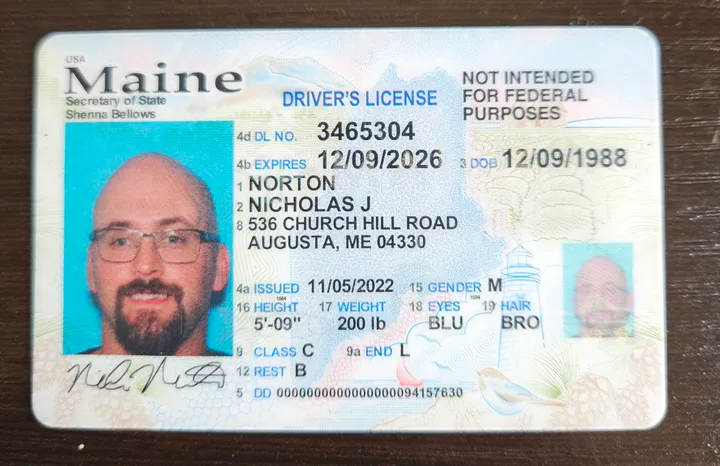 USA
Maine
Secretary of State
Shenna Bellows
DRIVER'S LICENSE
NOT INTENDED
FOR FEDERAL
PURPOSES
4d DL NO. 3465304
4b EXPIRES 12/09/2026 3 DOB 12/09/1988
1 NORTON
2 NICHOLAS J
8 536 CHURCH HILL ROAD
AUGUSTA, ME 04330
4a ISSUED 11/05/2022 15 GENDER M
16 HEIGHT 17 WEIGHT 18 EYES 19 HAIR
5'-09" 200 lb BLU BRO
9 CLASS C 9a END L
12 REST B
5 DD 0000000000000000094157630